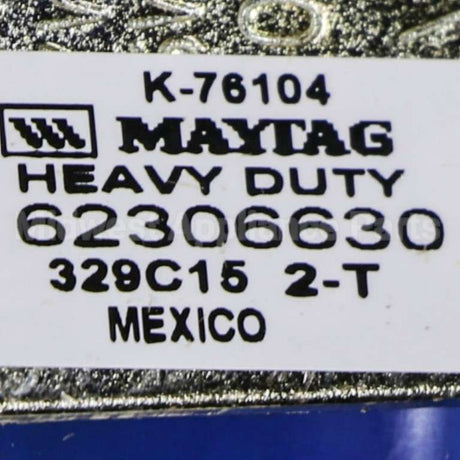 K-76104
MAYTAG
HEAVY DUTY
62306630
329C15 2-T
MEXICO